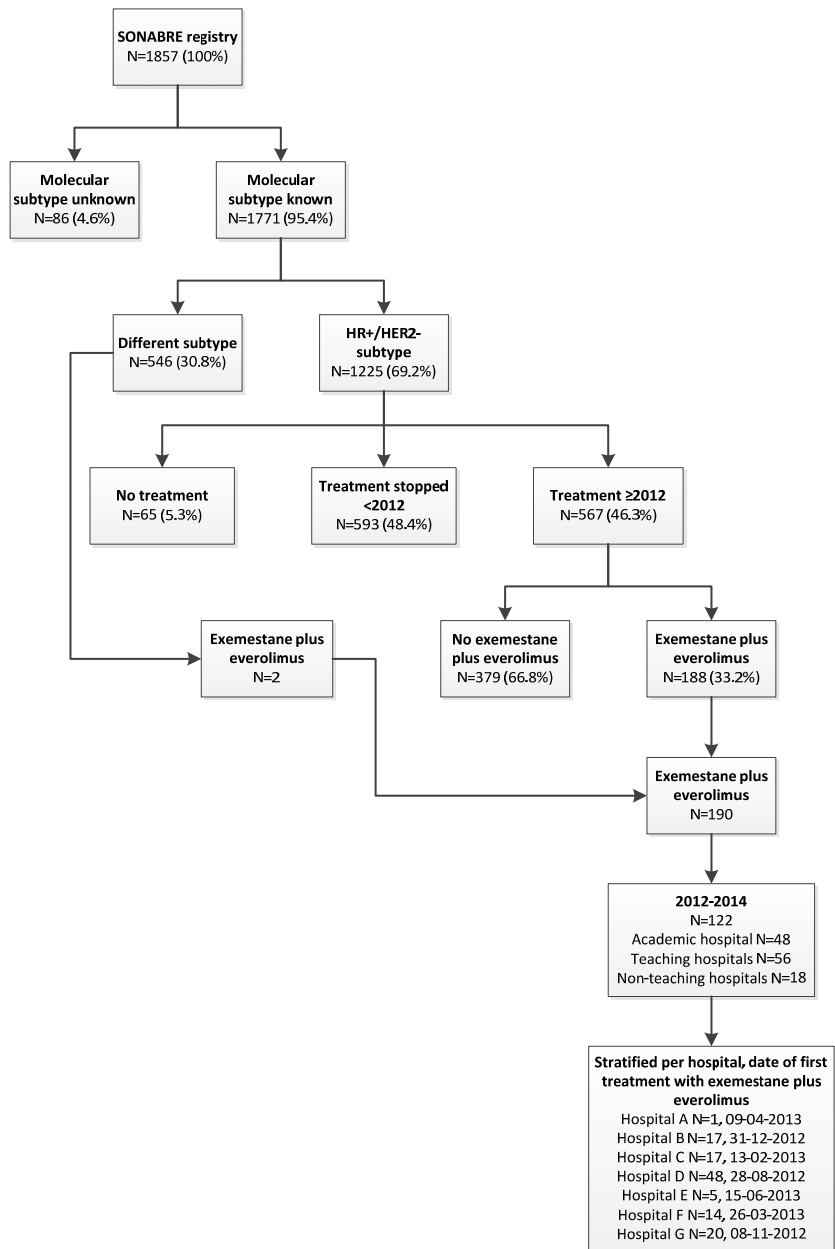 SONABRE registry
N=1857 (100%)
Molecular
subtype unknown
N=86 (4.6%)
Molecular
subtype known
N=1771 (95.4%)
Different subtype
N=546 (30.8%)
HR+/HER2-
subtype
N=1225 (69.2%)
No treatment
N=65 (5.3%)
Treatment stopped
<2012
N=593 (48.4%)
Treatment ≥2012
N=567 (46.3%)
Exemestane plus
everolimus
N=2
No exemestane
plus everolimus
N=379 (66.8%)
Exemestane plus
everolimus
N=188 (33.2%)
Exemestane plus
everolimus
N=190
2012-2014
N=122
Academic hospital N=48
Teaching hospitals N=56
Non-teaching hospitals N=18
Stratified per hospital, date of first
treatment with exemestane plus
everolimus
Hospital A N=1, 09-04-2013
Hospital B N=17, 31-12-2012
Hospital C N=17, 13-02-2013
Hospital D N=48, 28-08-2012
Hospital E N=5, 15-06-2013
Hospital F N=14, 26-03-2013
Hospital G N=20, 08-11-2012